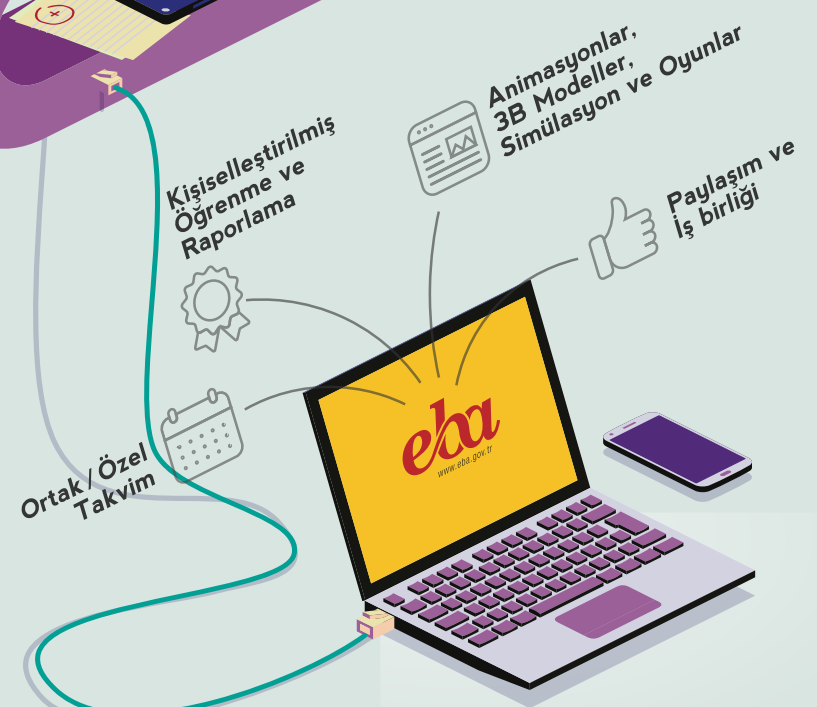 Animasyonlar,
3B Modeller,
Simülasyon ve Oyunlar
Kişiselleştirilmiş
Öğrenme ve
Raporlama
Paylaşım ve
İş birliği
Ortak / Özel
Takvim
eba
www.eba.gov.tr